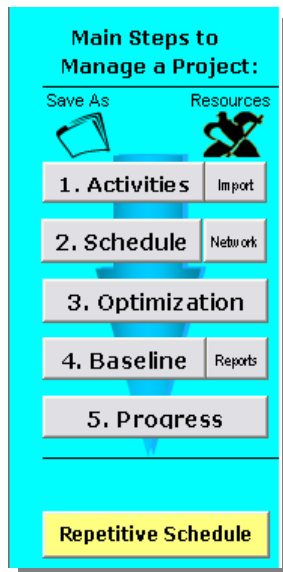 Main Steps to
Manage a Project:
Save As Resources
1. Activities Import
2. Schedule Network
3. Optimization
4. Baseline Reports
5. Progress
Repetitive Schedule